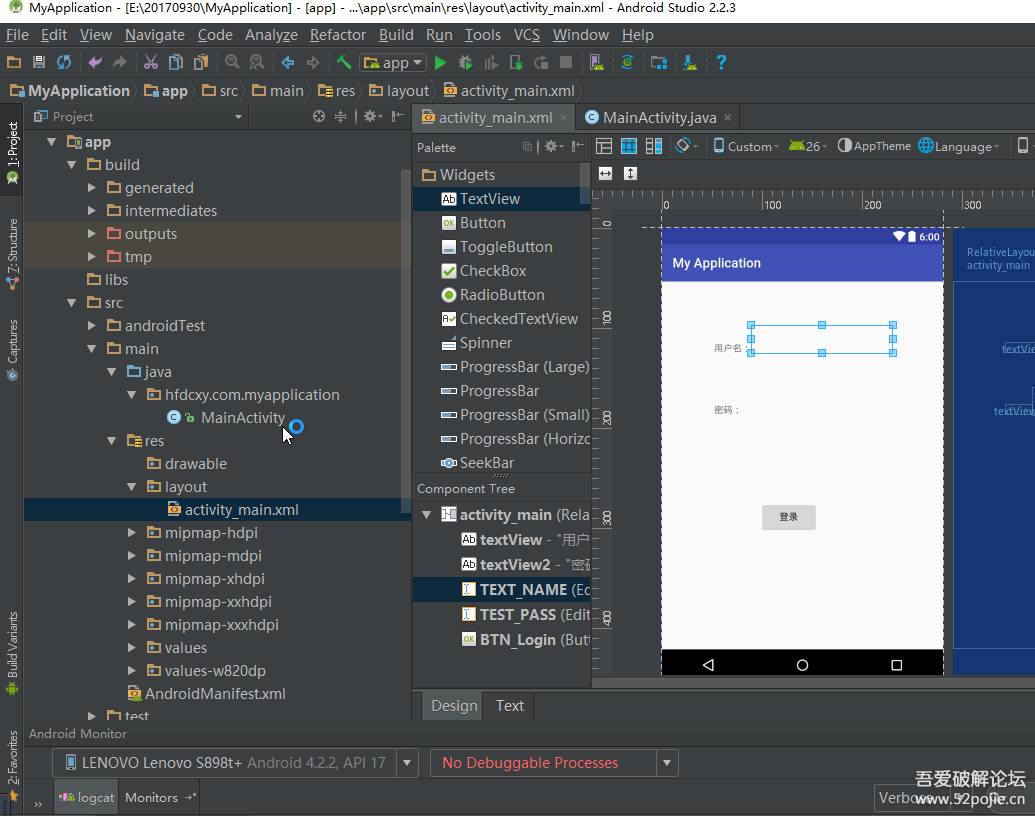 MyApplication - [E:\20170930\MyApplication] - [app] - ...\app\src\main\res\layout\activity_main.xml - Android Studio 2.2.3
File Edit View Navigate Code Analyze Refactor Build Run Tools VCS Window Help
app
MyApplication app src main res layout activity_main.xml
1: Project
Z: Structure
Captures
Build Variants
2: Favorites
Project
app
build
generated
intermediates
outputs
tmp
libs
src
androidTest
main
java
hfdcxy.com.myapplication
MainActivity
res
drawable
layout
activity_main.xml
mipmap-hdpi
mipmap-mdpi
mipmap-xhdpi
mipmap-xxhdpi
mipmap-xxxhdpi
values
values-w820dp
AndroidManifest.xml
test
activity_main.xml
MainActivity.java
Palette
Widgets
TextView
Button
ToggleButton
CheckBox
RadioButton
CheckedTextView
Spinner
ProgressBar (Large)
ProgressBar
ProgressBar (Small)
ProgressBar (Horizo
SeekBar
Component Tree
activity_main (Rela
textView - "用户
textView2 - "密码
TEXT_NAME (Ed
TEST_PASS (Edit
BTN_Login (Butt
Custom 26 AppTheme Language
0 100 200 300
0
100
200
300
400
6:00
My Application
用户名：
密码：
登录
RelativeLayou
activity_main
textVie
textView
Design Text
Android Monitor
LENOVO Lenovo S898t+ Android 4.2.2, API 17
No Debuggable Processes
logcat Monitors
Verbo
吾爱破解论坛
www.52pojie.cn